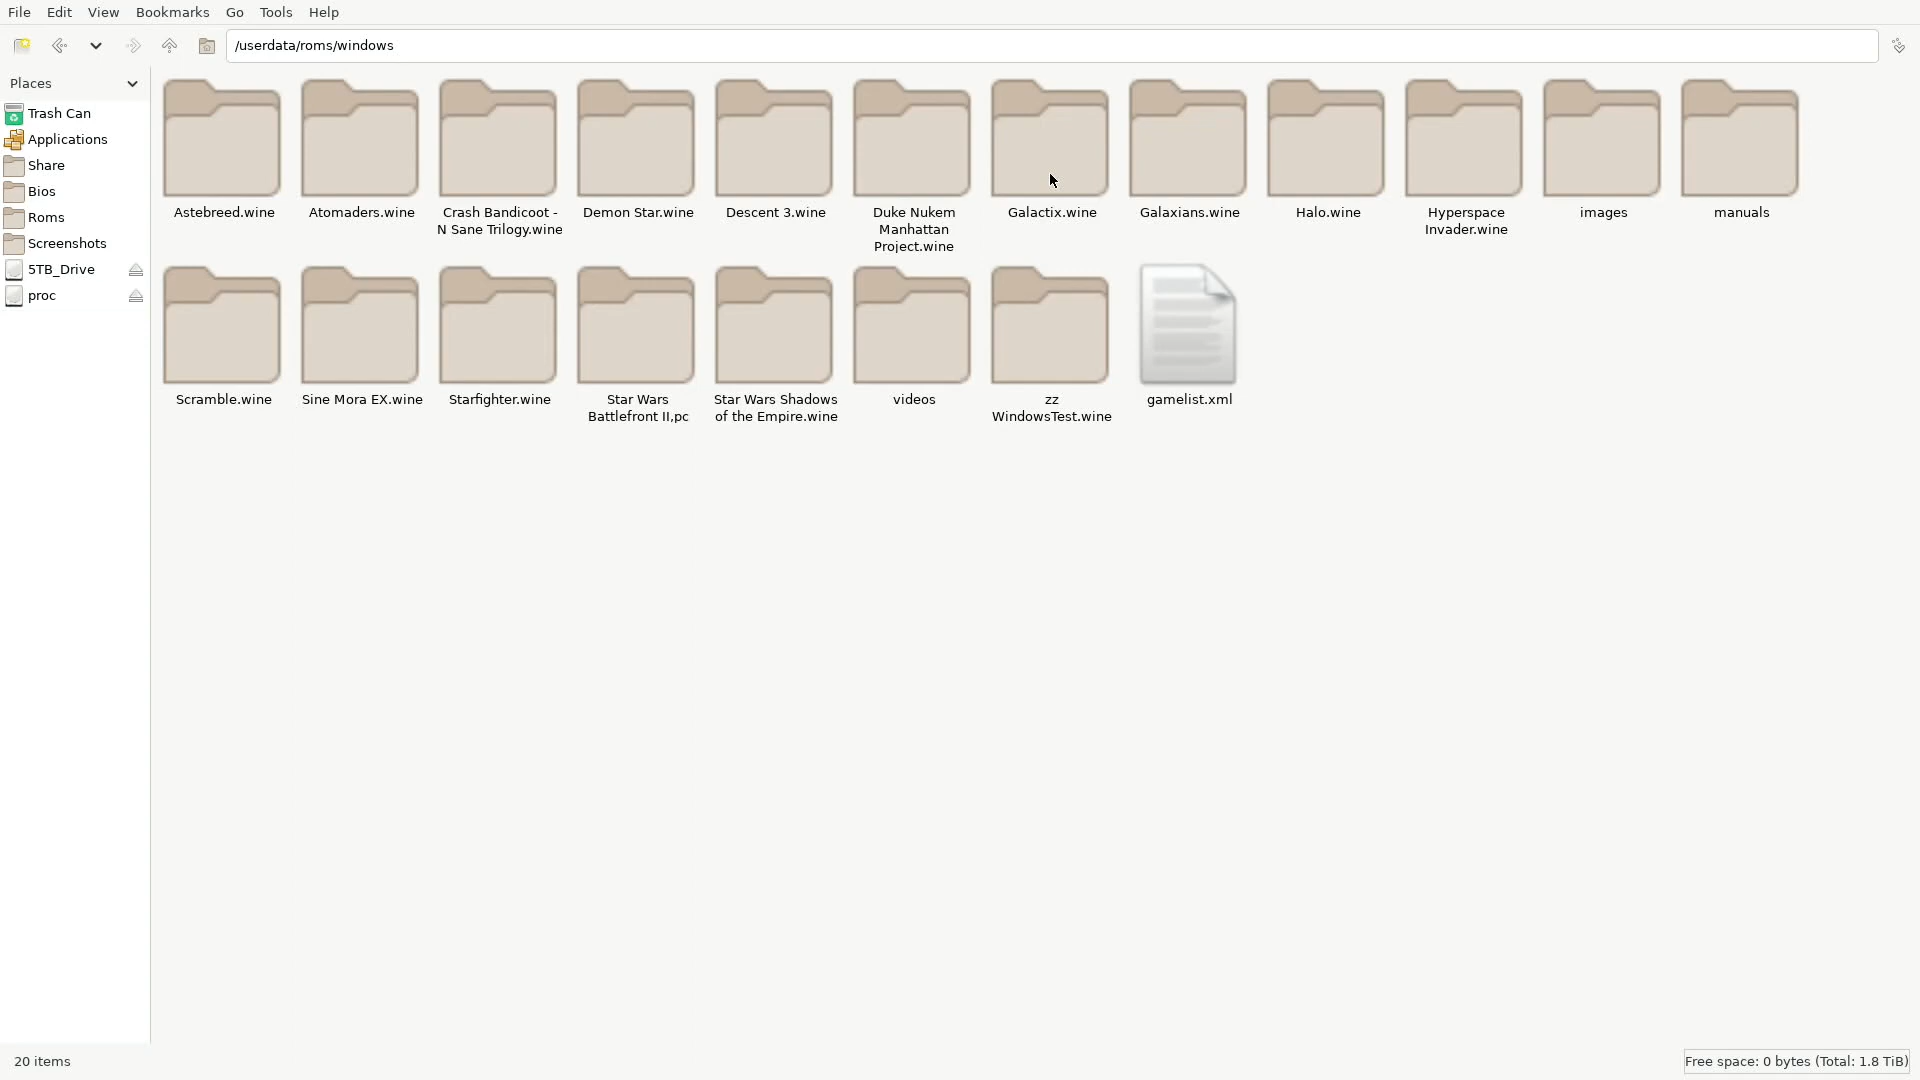 File Edit View Bookmarks Go Tools Help
/userdata/roms/windows
Places
Trash Can
Applications
Share
Bios
Roms
Screenshots
5TB_Drive
proc
Astebreed.wine
Atomaders.wine
Crash Bandicoot -
N Sane Trilogy.wine
Demon Star.wine
Descent 3.wine
Duke Nukem
Manhattan
Project.wine
Galactix.wine
Galaxians.wine
Halo.wine
Hyperspace
Invader.wine
images
manuals
Scramble.wine
Sine Mora EX.wine
Starfighter.wine
Star Wars
Battlefront II,pc
Star Wars Shadows
of the Empire.wine
videos
zz
WindowsTest.wine
gamelist.xml
20 items
Free space: 0 bytes (Total: 1.8 TiB)